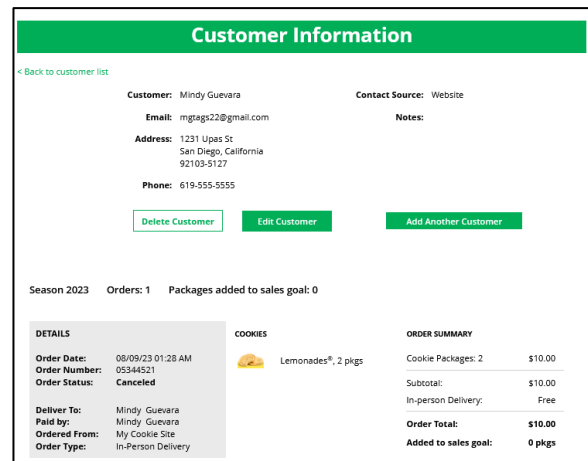 Customer Information
< Back to customer list
Customer: Mindy Guevara
Contact Source: Website
Email: mgtags22@gmail.com
Notes:
Address: 1231 Upas St
San Diego, California
92103-5127
Phone: 619-555-5555
Delete Customer
Edit Customer
Add Another Customer
Season 2023 Orders: 1 Packages added to sales goal: 0
DETAILS
Order Date: 08/09/23 01:28 AM
Order Number: 05344521
Order Status: Canceled
Deliver To: Mindy Guevara
Paid by: Mindy Guevara
Ordered From: My Cookie Site
Order Type: In-Person Delivery
COOKIES
Lemonades®, 2 pkgs
ORDER SUMMARY
Cookie Packages: 2 $10.00
Subtotal: $10.00
In-person Delivery: Free
Order Total: $10.00
Added to sales goal: 0 pkgs